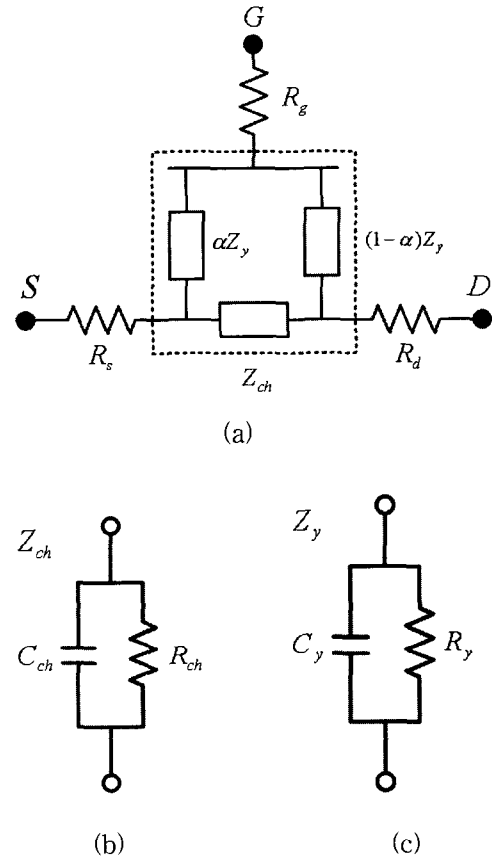 G
R_g
αZ_y
(1-α)Z_y
S
D
R_s
Z_ch
R_d
(a)
Z_ch
C_ch
R_ch
Z_y
C_y
R_y
(b)
(c)